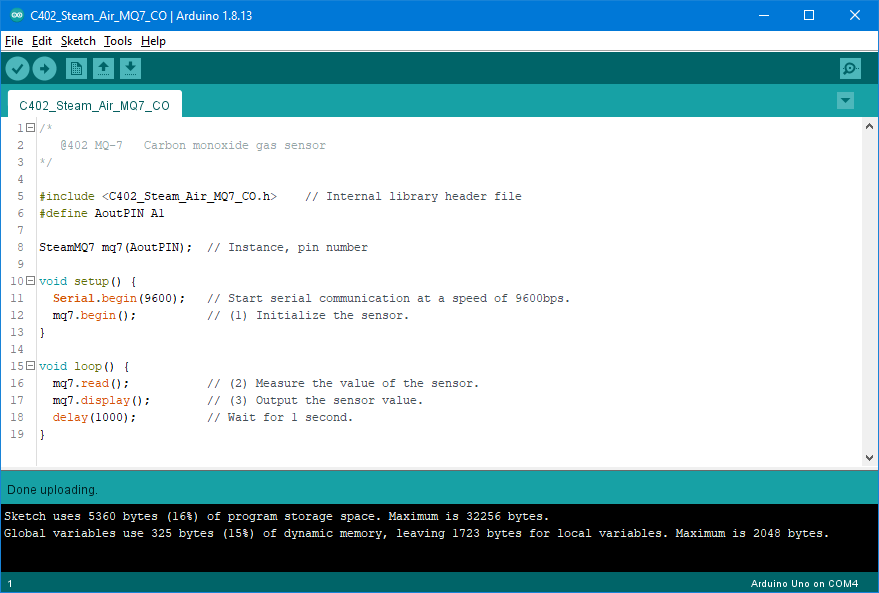 C402_Steam_Air_MQ7_CO | Arduino 1.8.13
File Edit Sketch Tools Help
C402_Steam_Air_MQ7_CO
1 /*
2    @402 MQ-7   Carbon monoxide gas sensor
3 */
4
5 #include <C402_Steam_Air_MQ7_CO.h>    // Internal library header file
6 #define AoutPIN A1
7
8 SteamMQ7 mq7(AoutPIN);  // Instance, pin number
9
10 void setup() {
11   Serial.begin(9600);   // Start serial communication at a speed of 9600bps.
12   mq7.begin();          // (1) Initialize the sensor.
13 }
14
15 void loop() {
16   mq7.read();           // (2) Measure the value of the sensor.
17   mq7.display();        // (3) Output the sensor value.
18   delay(1000);          // Wait for 1 second.
19 }
Done uploading.
Sketch uses 5360 bytes (16%) of program storage space. Maximum is 32256 bytes.
Global variables use 325 bytes (15%) of dynamic memory, leaving 1723 bytes for local variables. Maximum is 2048 bytes.
1 Arduino Uno on COM4